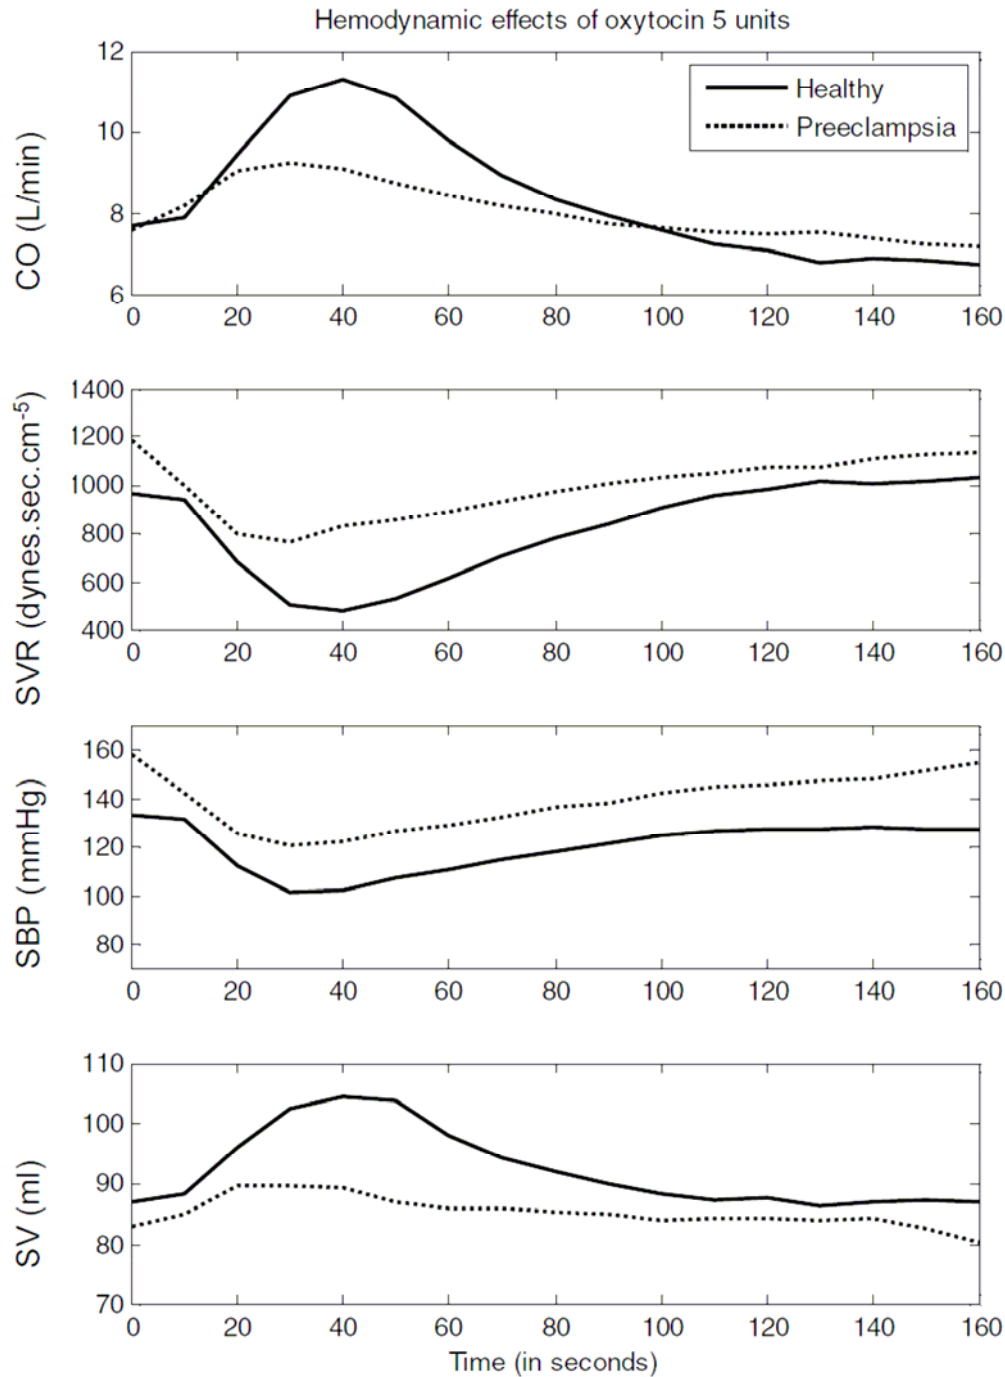 Hemodynamic effects of oxytocin 5 units
12
10
8
6
CO (L/min)
Healthy
Preeclampsia
0 20 40 60 80 100 120 140 160
1400
1200
1000
800
600
400
SVR (dynes.sec.cm-5)
0 20 40 60 80 100 120 140 160
160
140
120
100
80
SBP (mmHg)
0 20 40 60 80 100 120 140 160
110
100
90
80
70
SV (ml)
0 20 40 60 80 100 120 140 160
Time (in seconds)